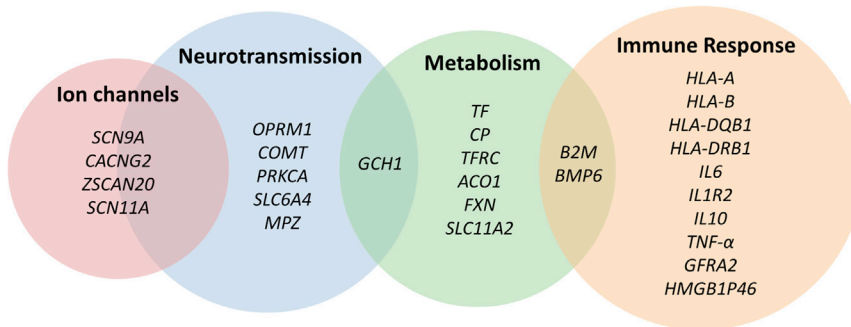 Ion channels
SCN9A
CACNG2
ZSCAN20
SCN11A
Neurotransmission
OPRM1
COMT
PRKCA
SLC6A4
MPZ
GCH1
Metabolism
TF
CP
TFRC
ACO1
FXN
SLC11A2
B2M
BMP6
Immune Response
HLA-A
HLA-B
HLA-DQB1
HLA-DRB1
IL6
IL1R2
IL10
TNF-α
GFRA2
HMGB1P46